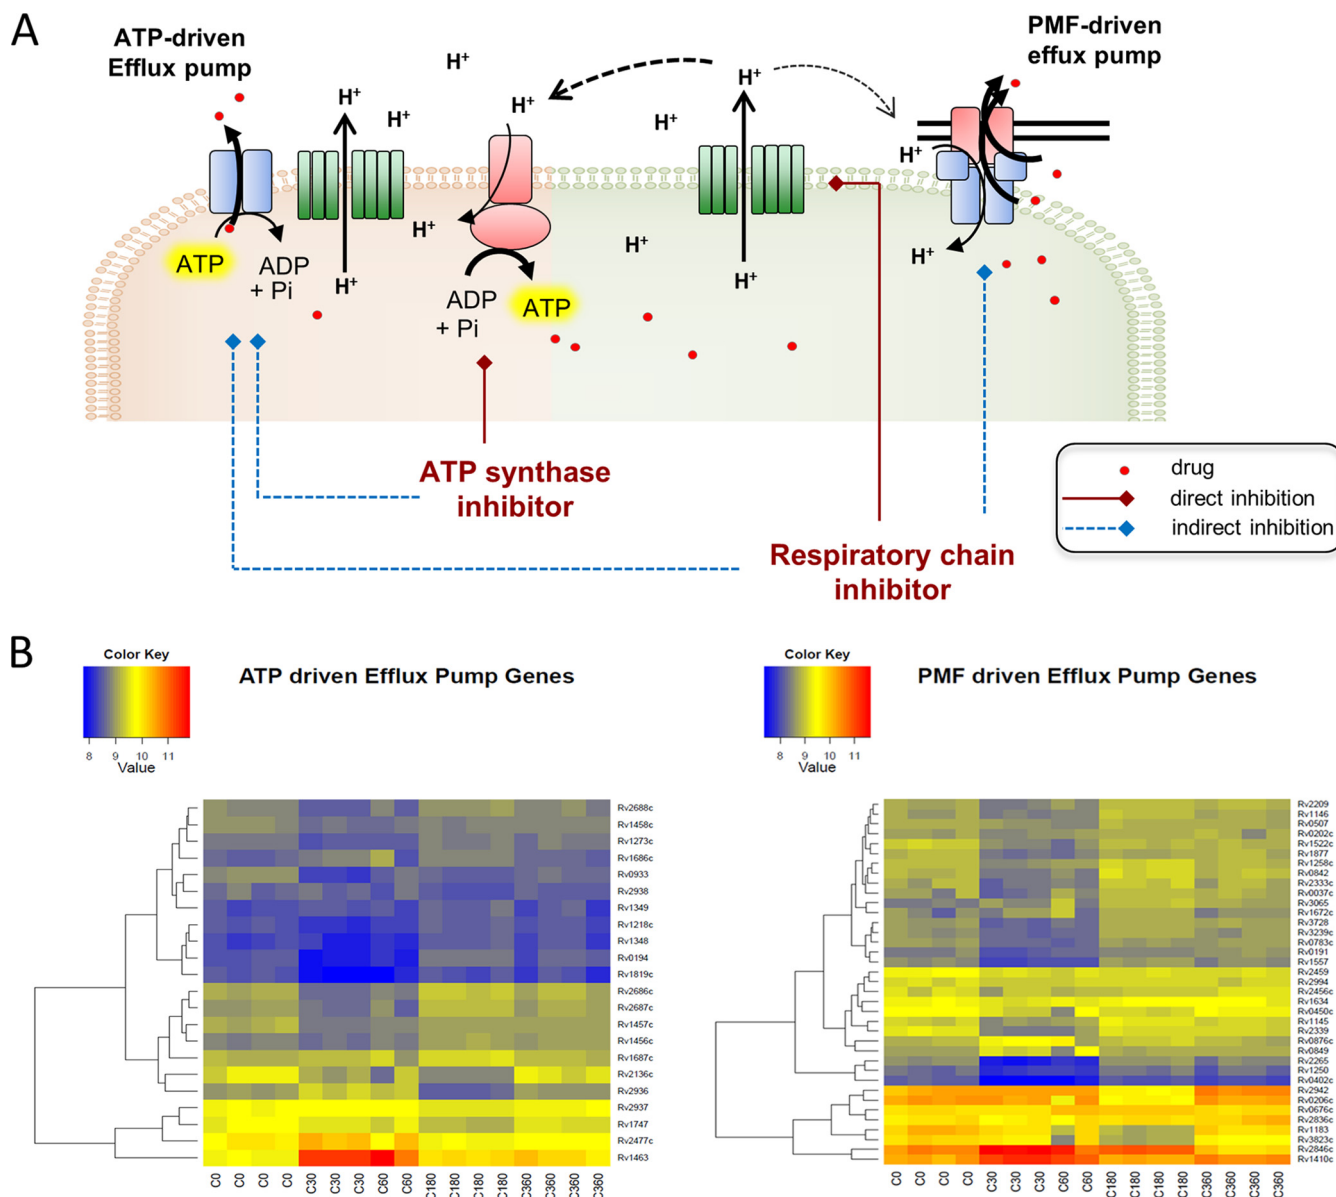 A
ATP-driven
Efflux pump
PMF-driven
effux pump
H+
H+
H+
H+
H+
H+
H+
H+
H+
H+
H+
H+
ATP
ADP
+ Pi
H+
ADP
+ Pi
ATP
ATP synthase
inhibitor
Respiratory chain
inhibitor
drug
direct inhibition
indirect inhibition
B
Color Key
8 9 10 11
Value
ATP driven Efflux Pump Genes
Rv2688c
Rv1458c
Rv1273c
Rv1686c
Rv0933
Rv2938
Rv1349
Rv1218c
Rv1348
Rv0194
Rv1819c
Rv2686c
Rv2687c
Rv1457c
Rv1456c
Rv1687c
Rv2136c
Rv2936
Rv2937
Rv1747
Rv2477c
Rv1463
C0 C0 C0 C0 C30 C30 C30 C60 C60 C180 C180 C180 C180 C360 C360 C360 C360
Color Key
8 9 10 11
Value
PMF driven Efflux Pump Genes
Rv2209
Rv1146
Rv0507
Rv0202c
Rv1522c
Rv1877
Rv1258c
Rv0842
Rv2333c
Rv0037c
Rv3065
Rv1672c
Rv3728
Rv3239c
Rv0783c
Rv0191
Rv1557
Rv2459
Rv2994
Rv2456c
Rv1634
Rv0450c
Rv1145
Rv2339
Rv0876c
Rv0849
Rv2265
Rv1250
Rv0402c
Rv2942
Rv0206c
Rv0676c
Rv2836c
Rv1183
Rv3823c
Rv2846c
Rv1410c
C0 C0 C0 C0 C30 C30 C30 C60 C60 C180 C180 C180 C180 C360 C360 C360 C360